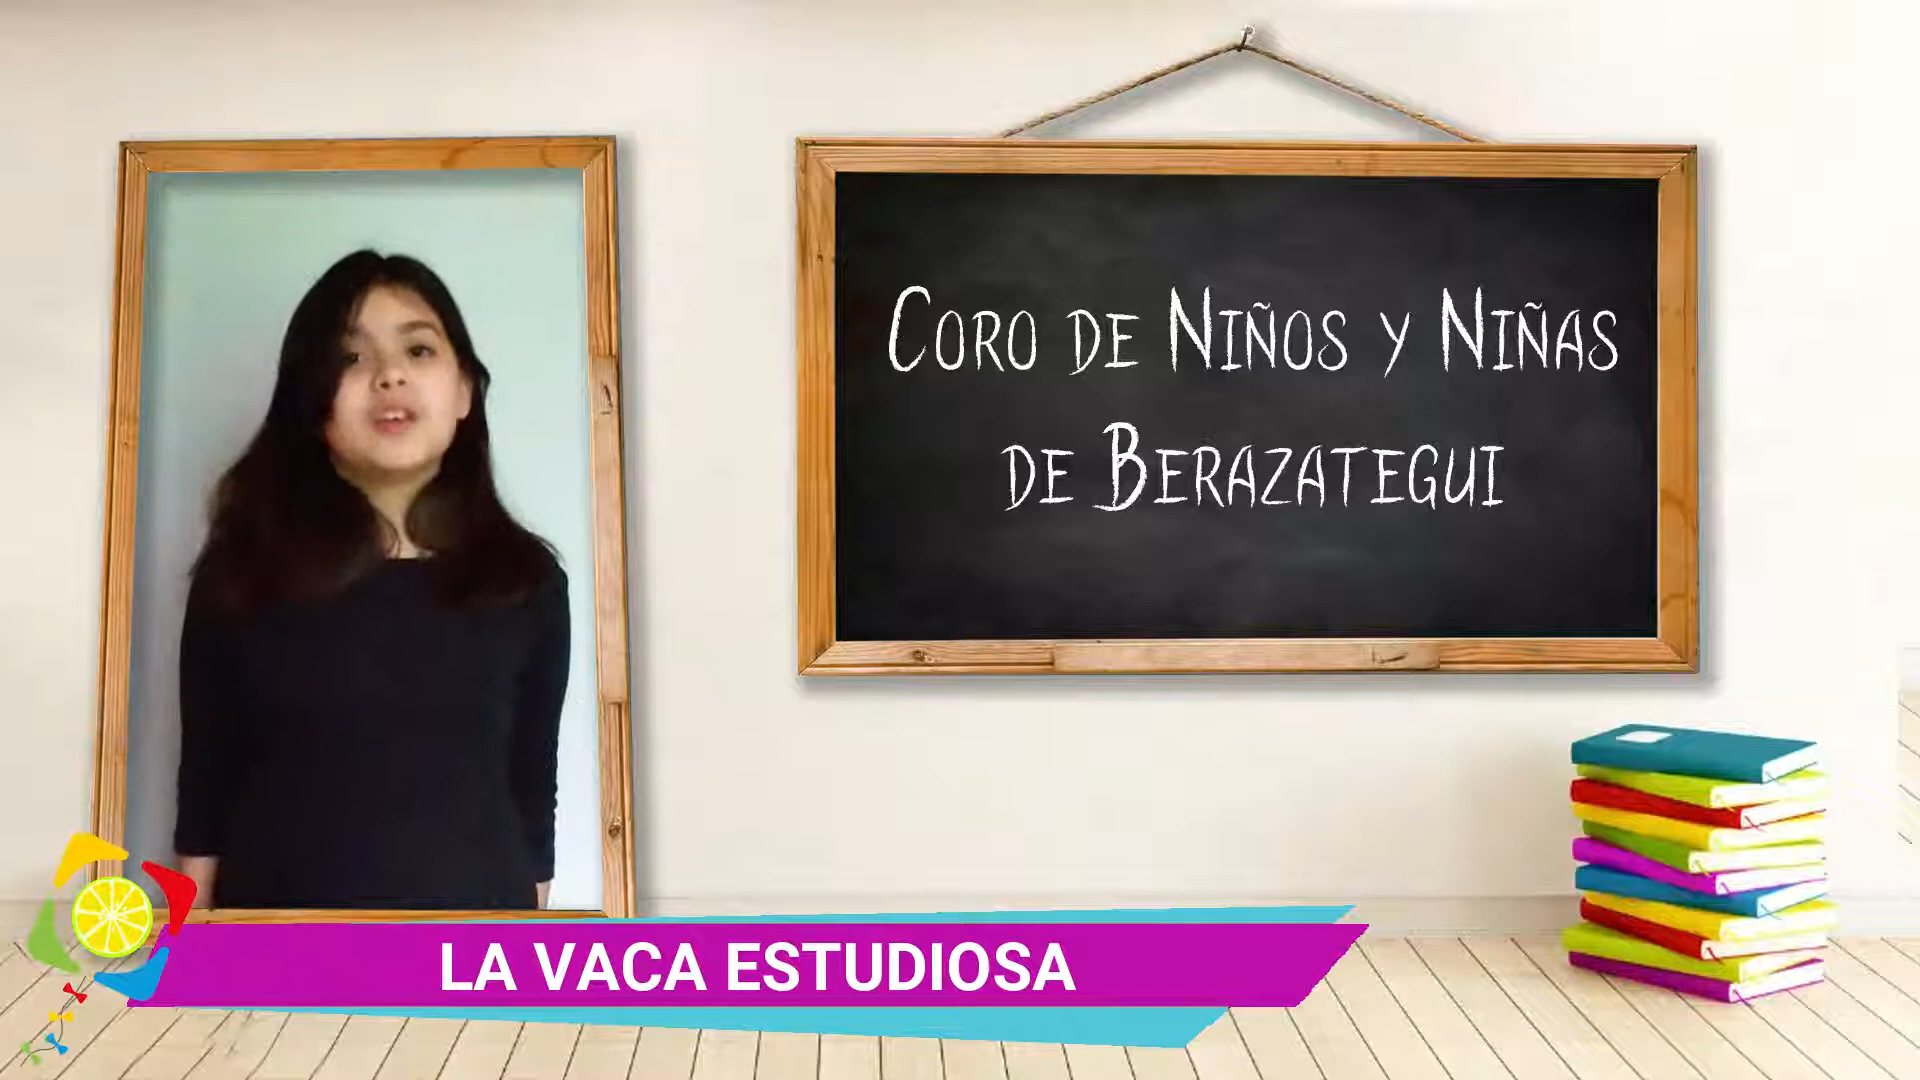 CORO DE NIÑOS Y NIÑAS
DE BERAZATEGUI
LA VACA ESTUDIOSA